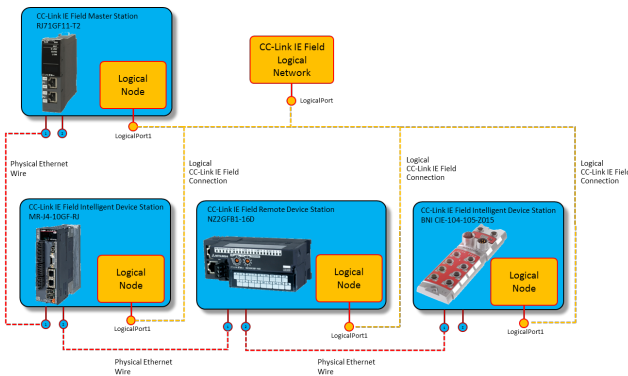 CC-Link IE Field Master Station
RJ71GF11-T2
Logical
Node
LogicalPort1
CC-Link IE Field
Logical
Network
LogicalPort
Physical Ethernet
Wire
Logical
CC-Link IE Field
Connection
Logical
CC-Link IE Field
Connection
Logical
CC-Link IE Field
Connection
CC-Link IE Field Intelligent Device Station
MR-J4-10GF-RJ
Logical
Node
LogicalPort1
CC-Link IE Field Remote Device Station
NZ2GFB1-16D
Logical
Node
LogicalPort1
CC-Link IE Field Intelligent Device Station
BNI CIE-104-105-Z015
Logical
Node
LogicalPort1
Physical Ethernet
Wire
Physical Ethernet
Wire